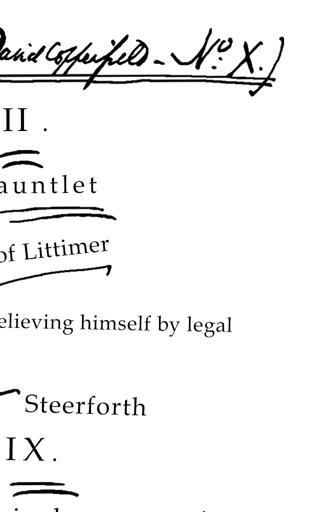 David Copperfield - No X.)
II.
auntlet
of Littimer
elieving himself by legal
Steerforth
IX.